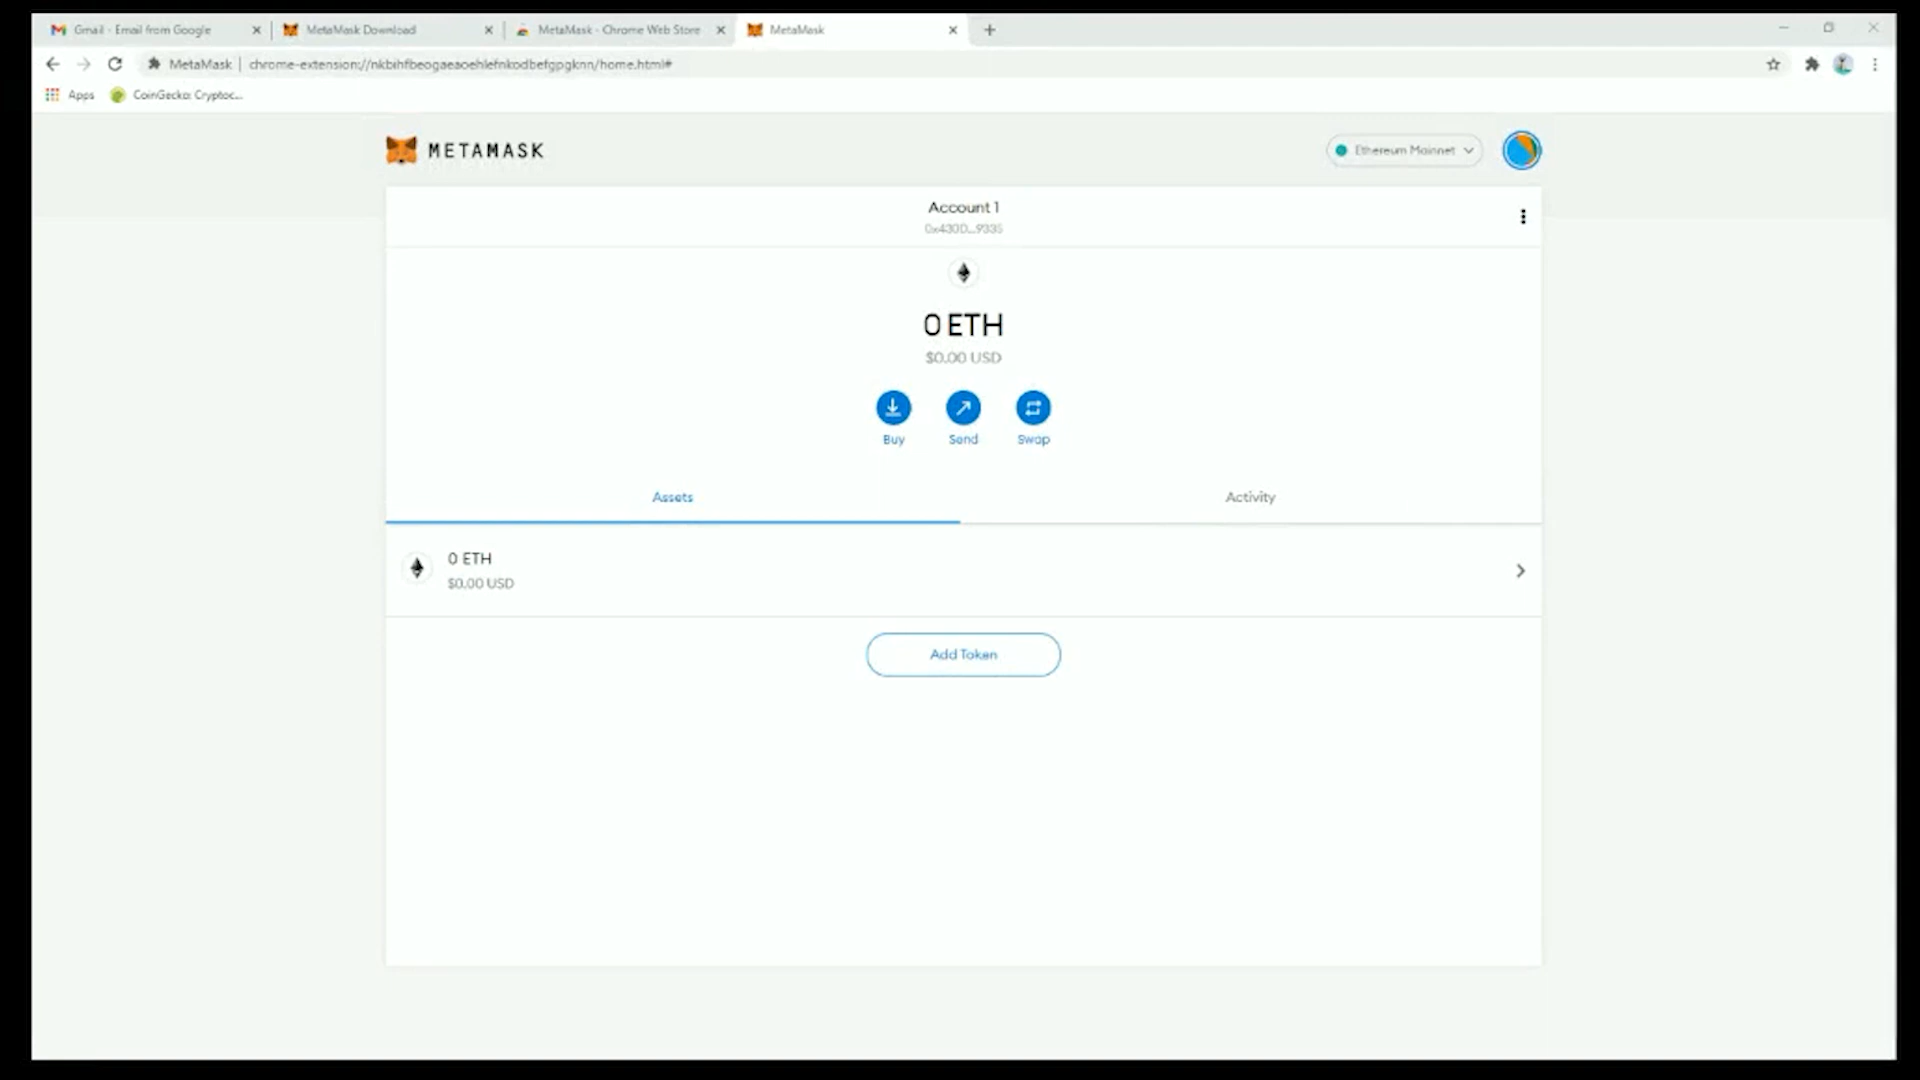 Gmail - Email from Google
MetaMask Download
MetaMask - Chrome Web Store
MetaMask
MetaMask | chrome-extension://nkbihfbeogaeaoehlefnkodbefgpgknn/home.html#
Apps
CoinGecko: Cryptoc...
METAMASK
Ethereum Mainnet
Account 1
0x430D...9335
0 ETH
$0.00 USD
Buy
Send
Swap
Assets
Activity
0 ETH
$0.00 USD
Add Token